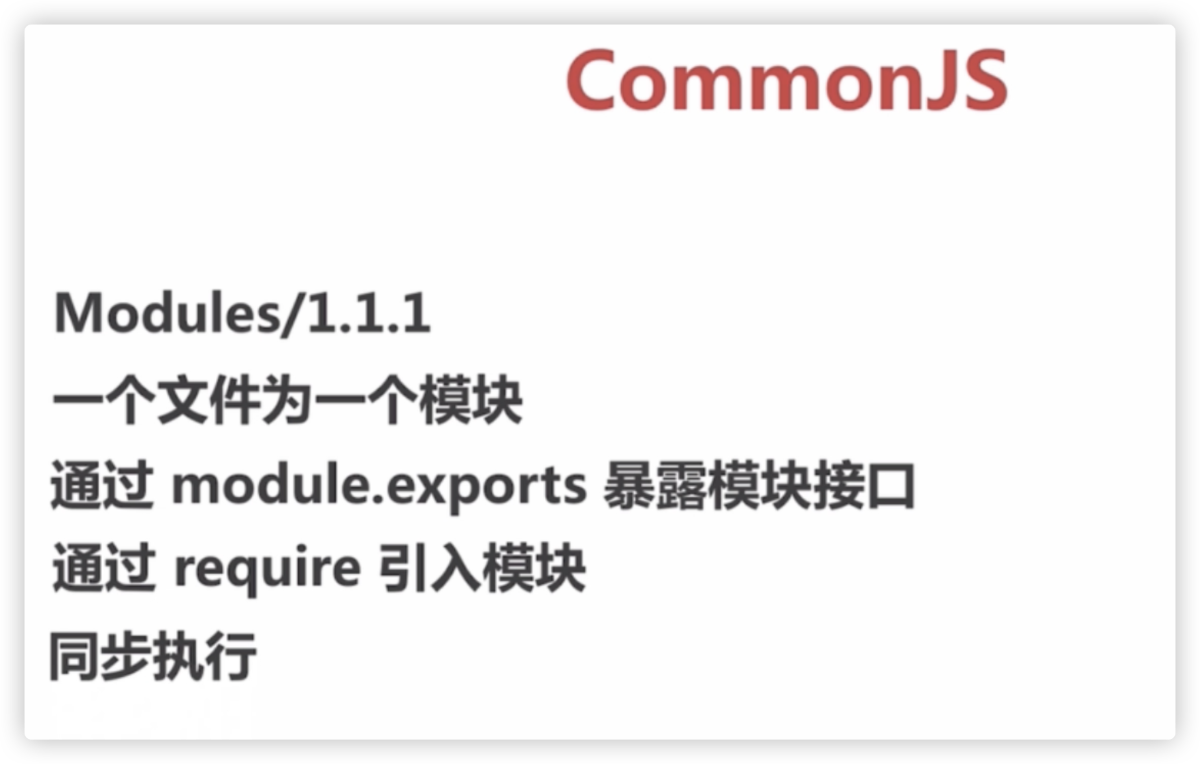 CommonJS
Modules/1.1.1
一个文件为一个模块
通过 module.exports 暴露模块接口
通过 require 引入模块
同步执行